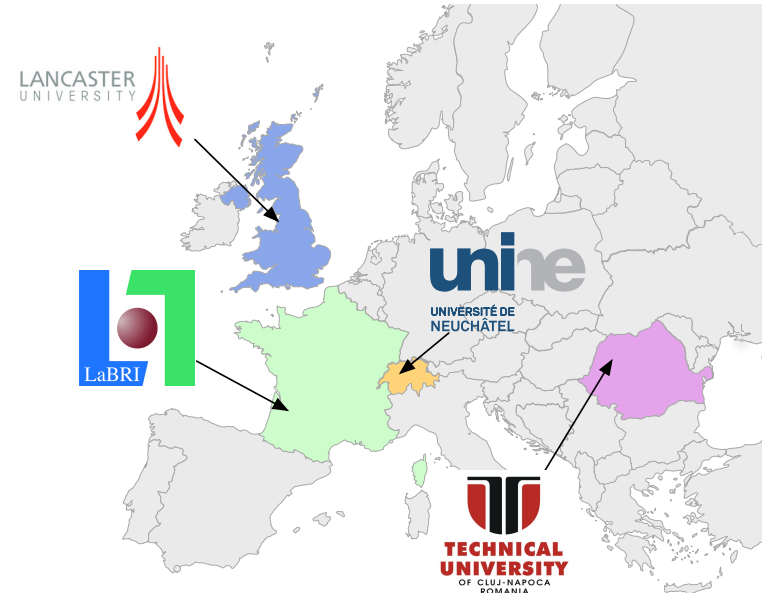 LANCASTER
UNIVERSITY
unine
UNIVERSITÉ DE
NEUCHÂTEL
LaBRI
TECHNICAL
UNIVERSITY
OF CLUJ-NAPOCA
ROMANIA